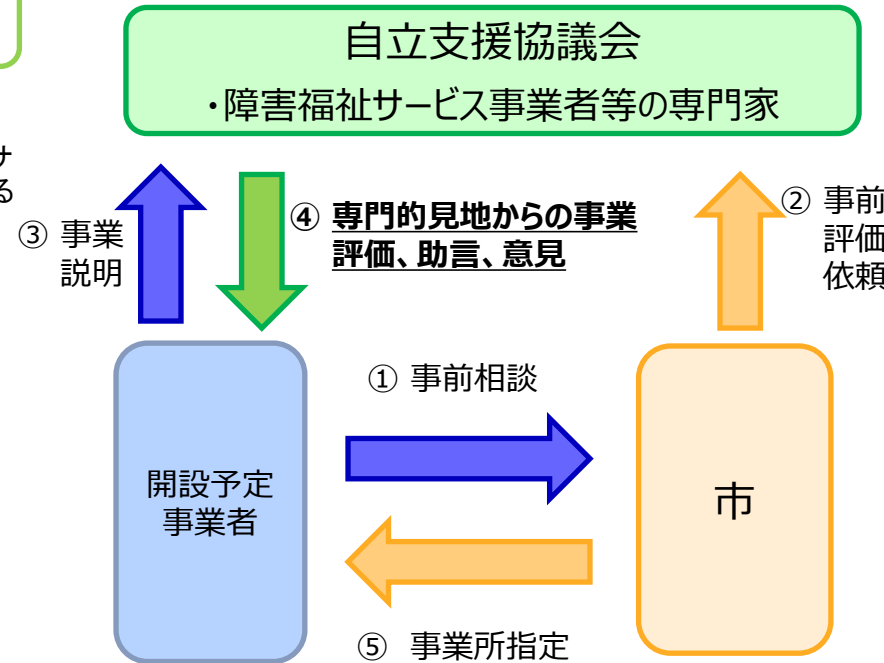 自立支援協議会
・障害福祉サービス事業者等の専門家
サ
る
③ 事業
説明
④ 専門的見地からの事業
評価、助言、意見
② 事前
評価
依頼
① 事前相談
開設予定
事業者
市
⑤ 事業所指定